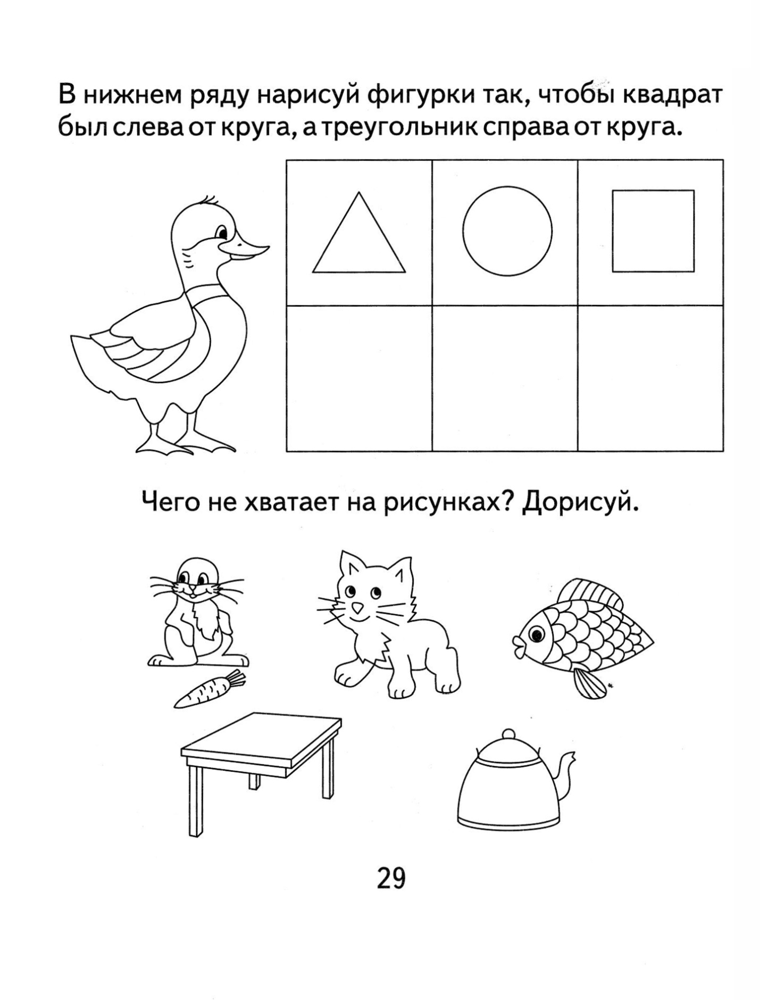 В нижнем ряду нарисуй фигурки так, чтобы квадрат
был слева от круга, а треугольник справа от круга.
Чего не хватает на рисунках? Дорисуй.
29